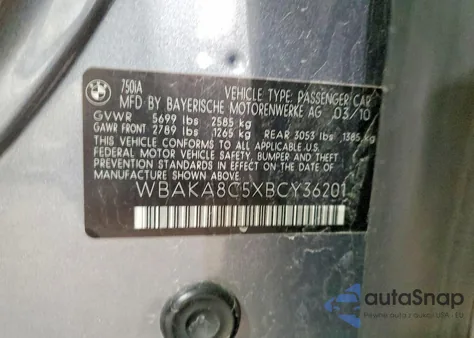 750iA VEHICLE TYPE: PASSENGER CAR
MFD BY BAYERISCHE MOTORENWERKE AG 03/10
GVWR 5699 lbs 2585 kg
GAWR FRONT 2789 lbs 1265 kg REAR 3053 lbs 1385 kg
THIS VEHICLE CONFORMS TO ALL APPLICABLE
FEDERAL MOTOR VEHICLE SAFETY, BUMPER AND THEFT
PREVENTION STANDARDS IN EFFECT ON THE DATE OF
MANUFACTURE SHOWN ABOVE.
WBAKA8C5XBCY36201
autoSnap